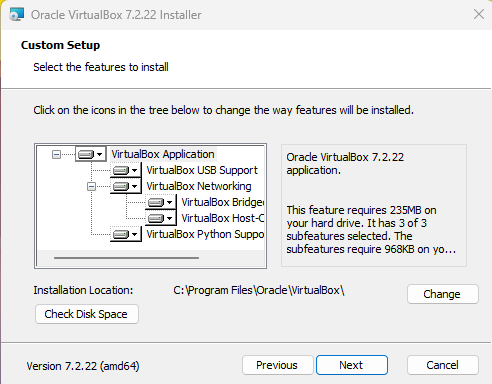 Oracle VirtualBox 7.2.22 Installer
Custom Setup
Select the features to install
Click on the icons in the tree below to change the way features will be installed.
VirtualBox Application
VirtualBox USB Support
VirtualBox Networking
VirtualBox Bridged
VirtualBox Host-C
VirtualBox Python Suppo
Oracle VirtualBox 7.2.22
application.
This feature requires 235MB on
your hard drive. It has 3 of 3
subfeatures selected. The
subfeatures require 968KB on yo...
Installation Location:
C:\Program Files\Oracle\VirtualBox\
Change
Check Disk Space
Version 7.2.22 (amd64)
Previous
Next
Cancel